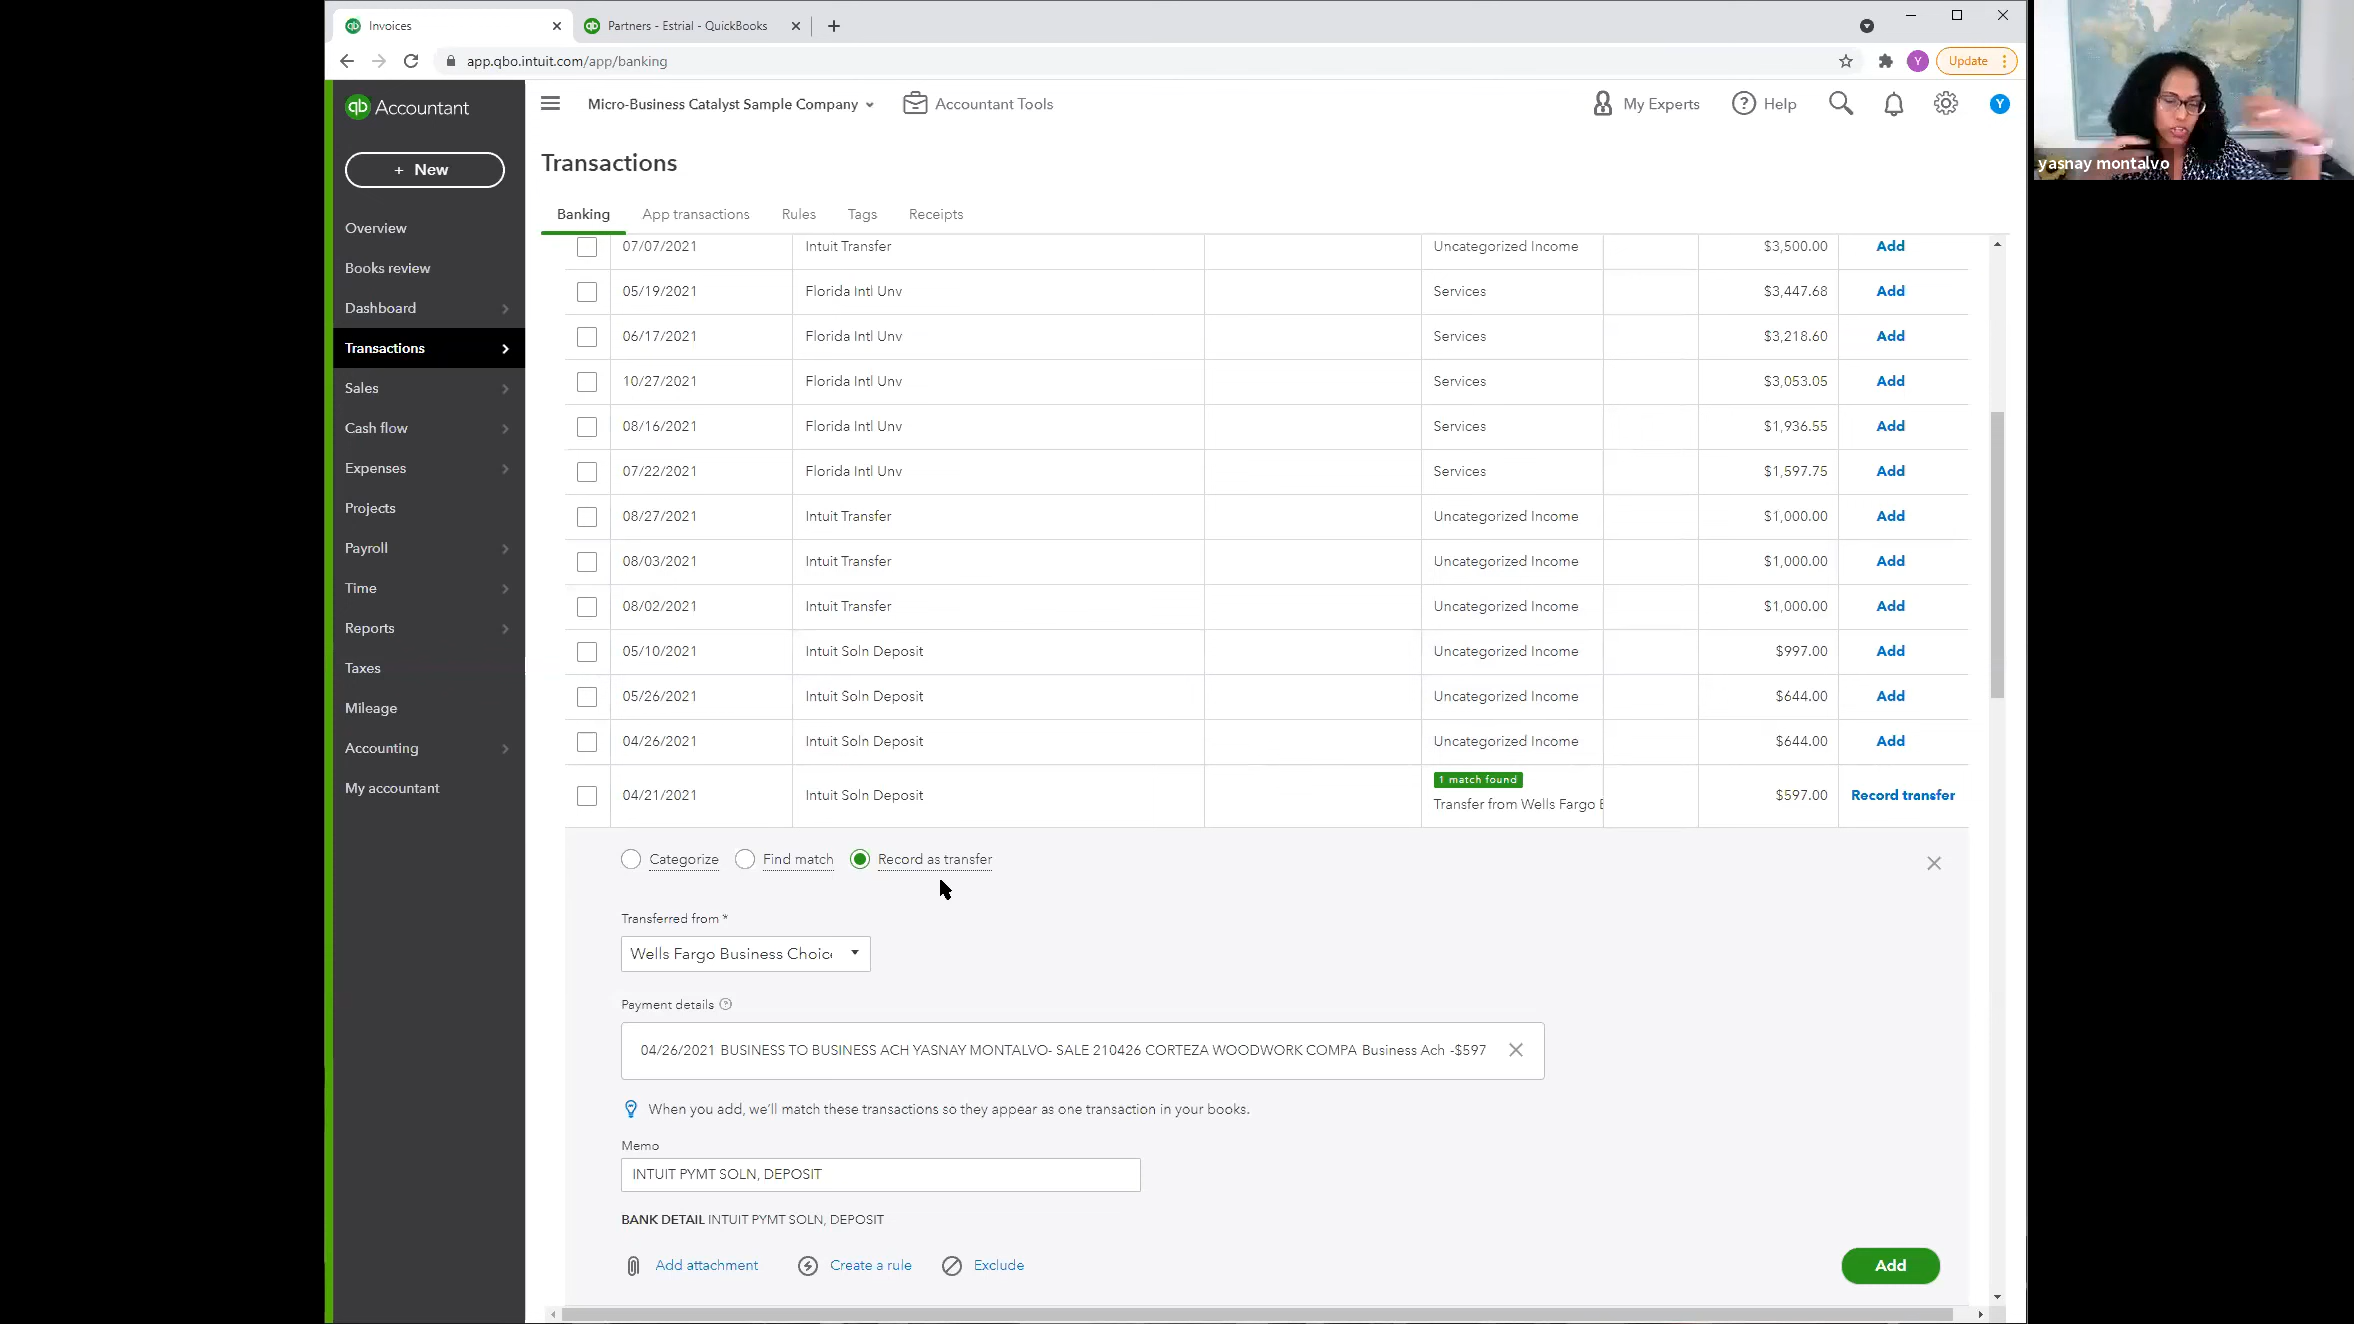 Invoices
Partners - Estrial - QuickBooks
app.qbo.intuit.com/app/banking
Y
Update
qb Accountant
Micro-Business Catalyst Sample Company
Accountant Tools
My Experts
Help
Y
yasnay montalvo
+ New
Overview
Books review
Dashboard
Transactions
Sales
Cash flow
Expenses
Projects
Payroll
Time
Reports
Taxes
Mileage
Accounting
My accountant
Transactions
Banking App transactions Rules Tags Receipts
07/07/2021 Intuit Transfer Uncategorized Income $3,500.00 Add
05/19/2021 Florida Intl Unv Services $3,447.68 Add
06/17/2021 Florida Intl Unv Services $3,218.60 Add
10/27/2021 Florida Intl Unv Services $3,053.05 Add
08/16/2021 Florida Intl Unv Services $1,936.55 Add
07/22/2021 Florida Intl Unv Services $1,597.75 Add
08/27/2021 Intuit Transfer Uncategorized Income $1,000.00 Add
08/03/2021 Intuit Transfer Uncategorized Income $1,000.00 Add
08/02/2021 Intuit Transfer Uncategorized Income $1,000.00 Add
05/10/2021 Intuit Soln Deposit Uncategorized Income $997.00 Add
05/26/2021 Intuit Soln Deposit Uncategorized Income $644.00 Add
04/26/2021 Intuit Soln Deposit Uncategorized Income $644.00 Add
1 match found
04/21/2021 Intuit Soln Deposit Transfer from Wells Fargo $597.00 Record transfer
Categorize Find match Record as transfer
Transferred from *
Wells Fargo Business Choic
Payment details
04/26/2021 BUSINESS TO BUSINESS ACH YASNAY MONTALVO- SALE 210426 CORTEZA WOODWORK COMPA Business Ach -$597
When you add, we'll match these transactions so they appear as one transaction in your books.
Memo
INTUIT PYMT SOLN, DEPOSIT
BANK DETAIL INTUIT PYMT SOLN, DEPOSIT
Add attachment Create a rule Exclude Add